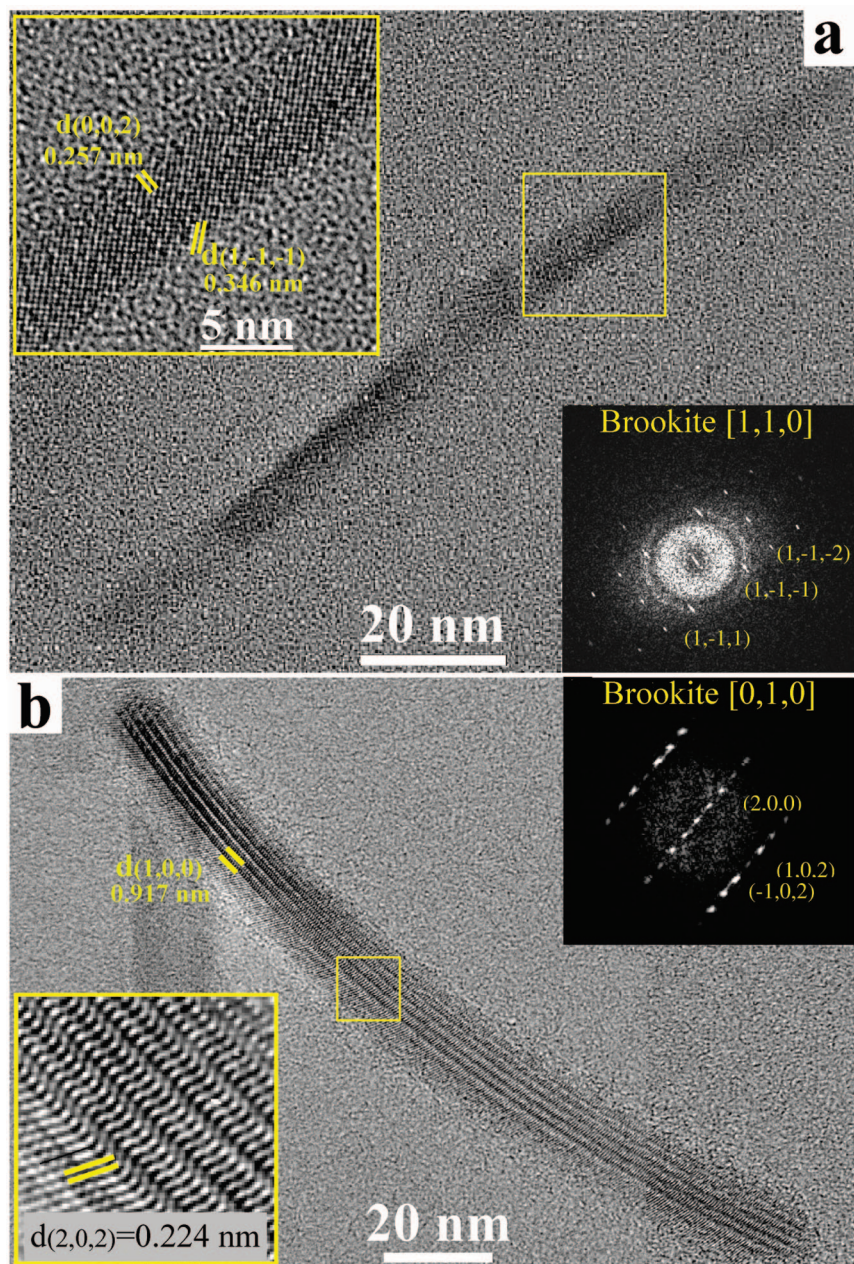 a
d(0,0,2)
0,257 nm
d(1,-1,-1)
0,346 nm
5 nm
20 nm
Brookite [1,1,0]
(1,-1,-2)
(1,-1,-1)
(1,-1,1)
b
d(1,0,0)
0,917 nm
Brookite [0,1,0]
(2,0,0)
(1,0,2)
(-1,0,2)
d(2,0,2)=0.224 nm
20 nm